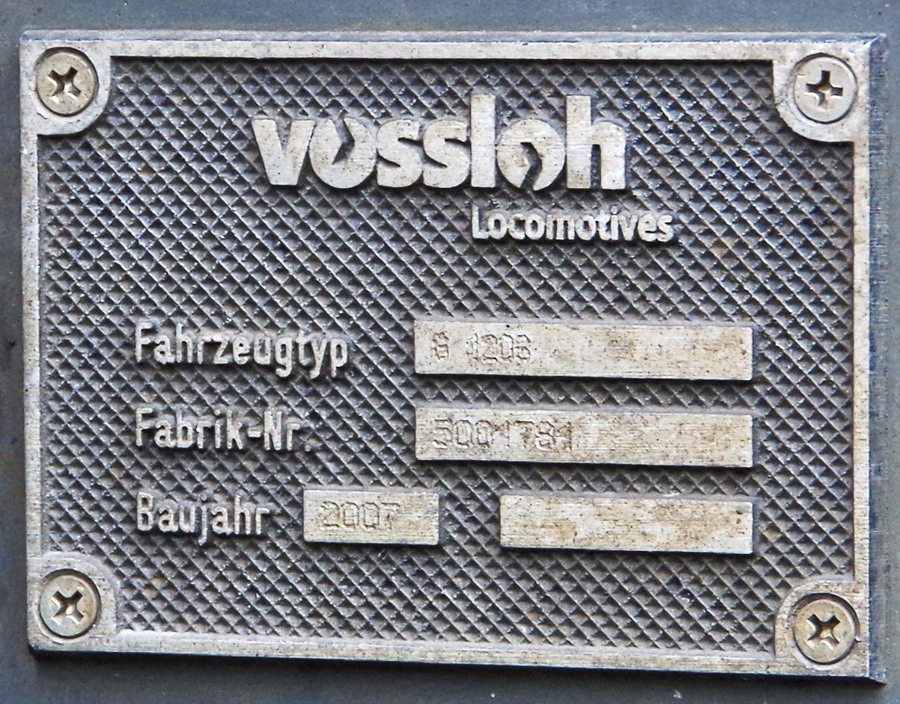 vossloh
Locomotives
Fahrzeugtyp G 1206
Fabrik-Nr. 5001781
Baujahr 2007